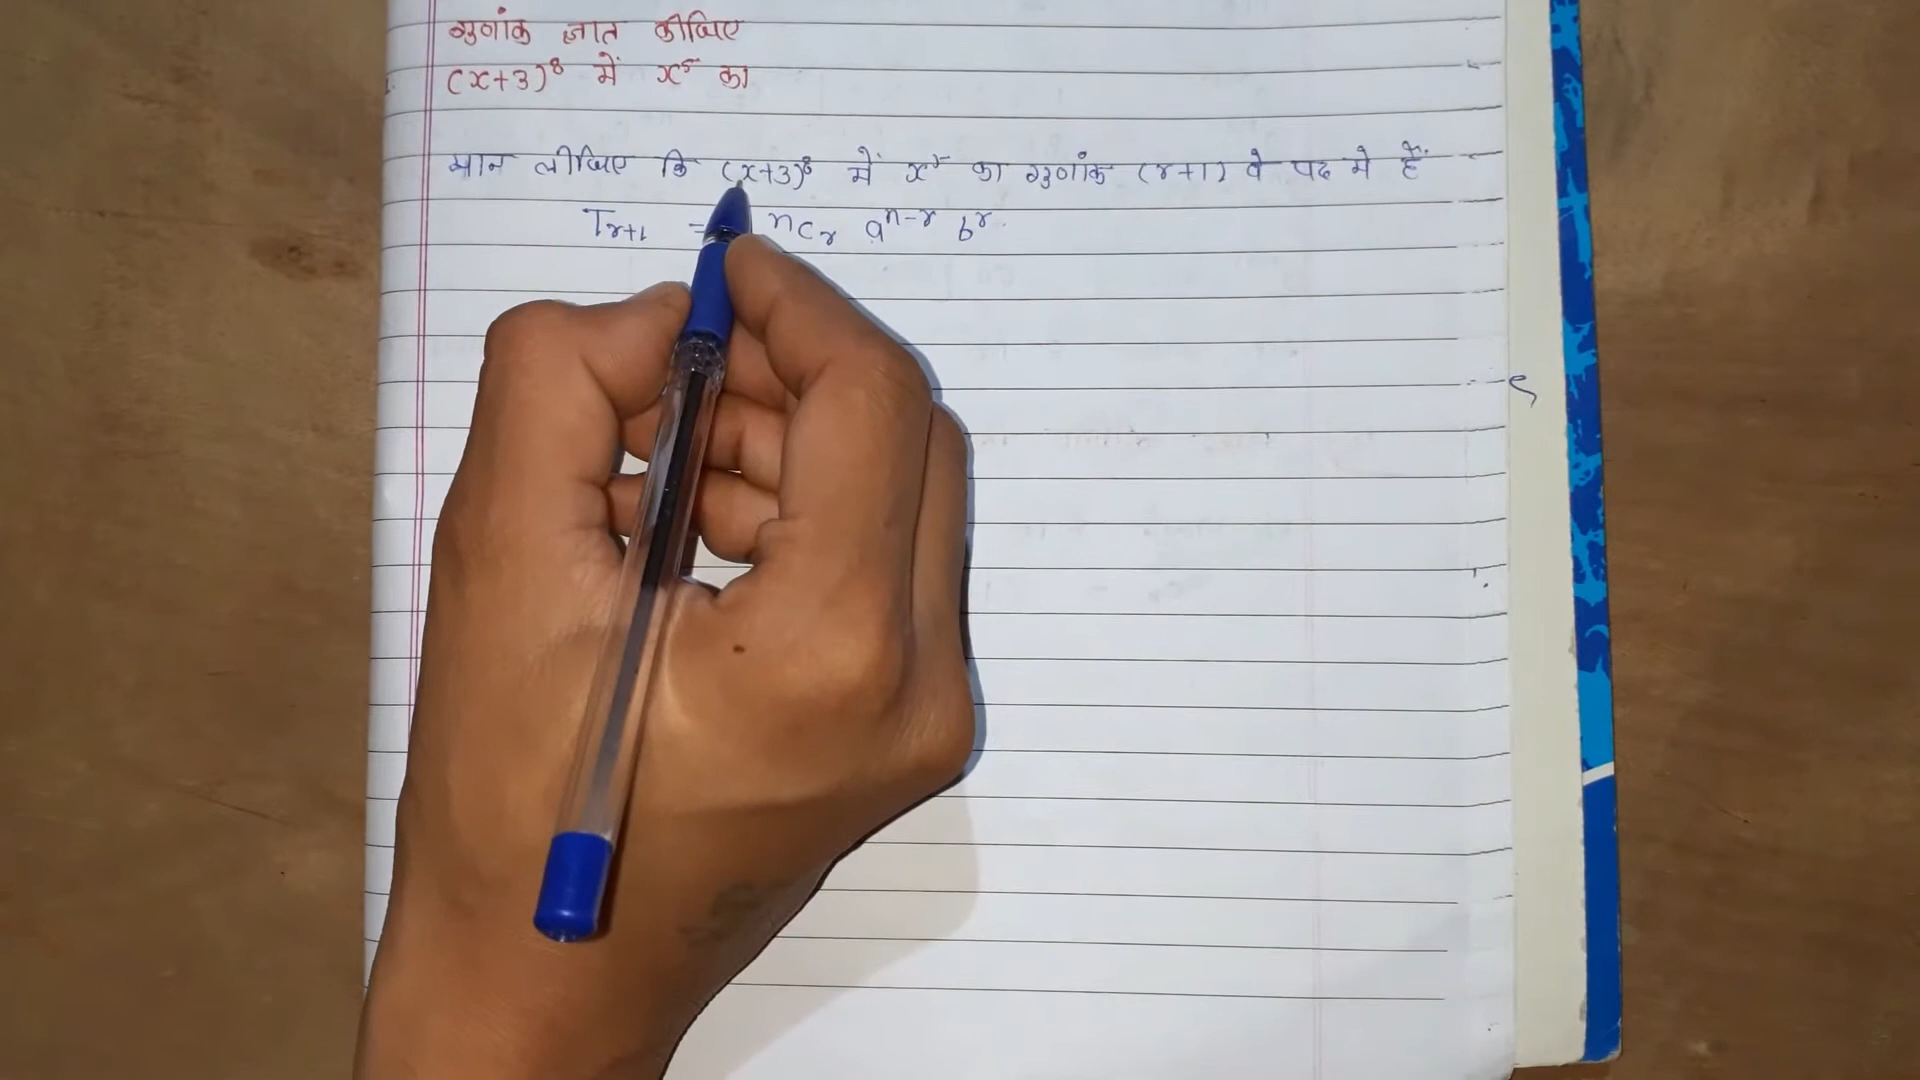 गुणांक ज्ञात कीजिए
(x+3)⁸ में x⁵ का
मान लीजिए कि (x+3)⁸ में x⁵ का गुणांक (r+1) वे पद में हैं
Tᵣ₊₁ = ⁿCᵣ aⁿ⁻ʳ bʳ.